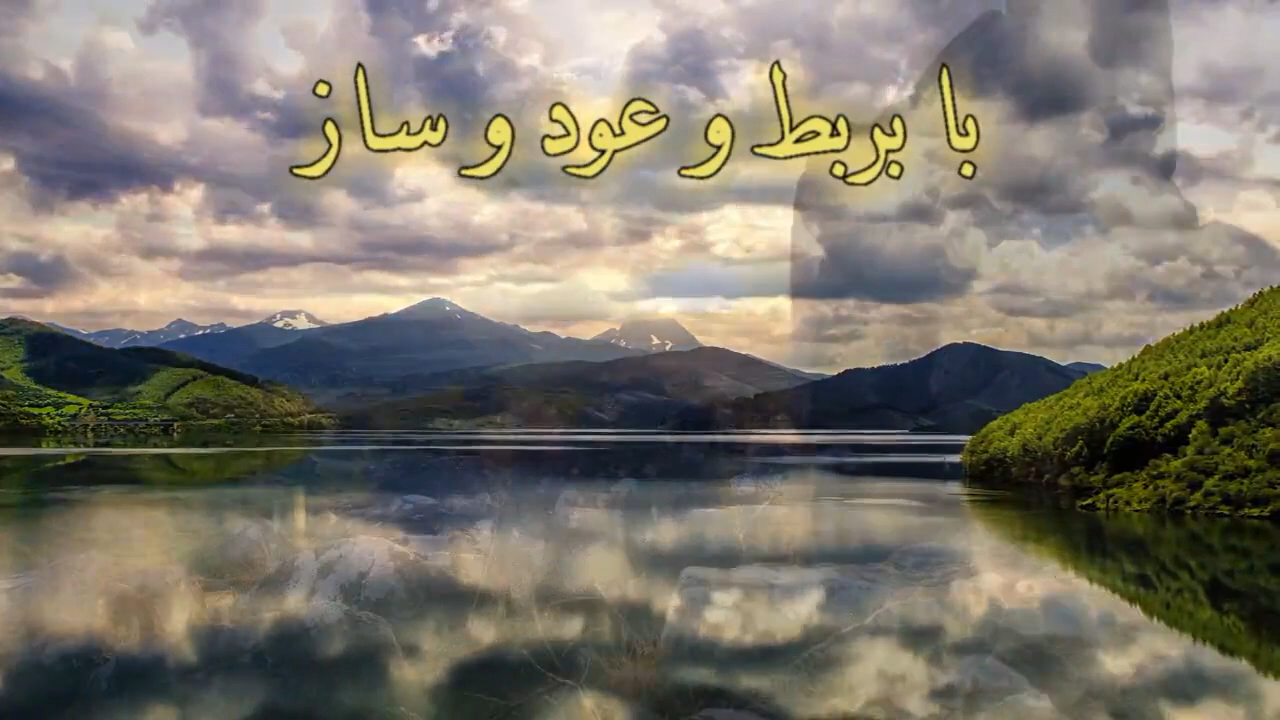 با بربط و عود و ساز